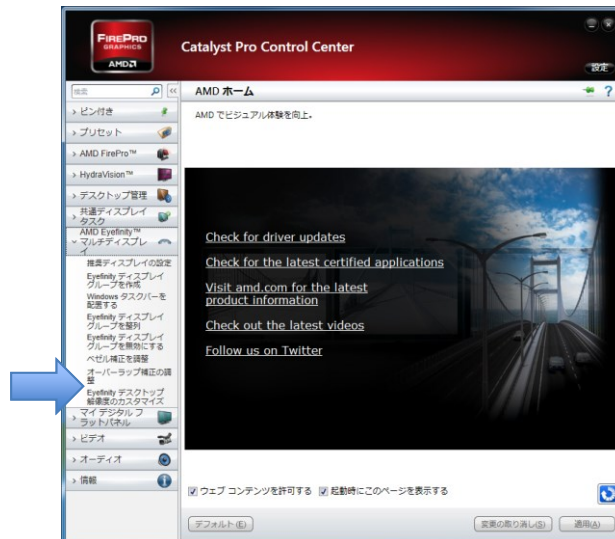 FIREPRO
GRAPHICS
AMD
Catalyst Pro Control Center
設定
検索
«
AMD ホーム
?
› ピン付き
› プリセット
› AMD FirePro™
› HydraVision™
› デスクトップ管理
› 共通ディスプレイ
タスク
AMD Eyefinity™
マルチディスプレ
イ
推奨ディスプレイの設定
Eyefinity ディスプレイ
グループを作成
Windows タスクバーを
配置する
Eyefinity ディスプレイ
グループを整列
Eyefinity ディスプレイ
グループを無効にする
ベゼル補正を調整
オーバーラップ補正の調
整
Eyefinity デスクトップ
解像度のカスタマイズ
› マイ デジタル フ
ラットパネル
› ビデオ
› オーディオ
› 情報
AMD でビジュアル体験を向上。
Check for driver updates
Check for the latest certified applications
Visit amd.com for the latest
product information
Check out the latest videos
Follow us on Twitter
ウェブ コンテンツを許可する 起動時にこのページを表示する
デフォルト(E) 変更の取り消し(S) 適用(A)